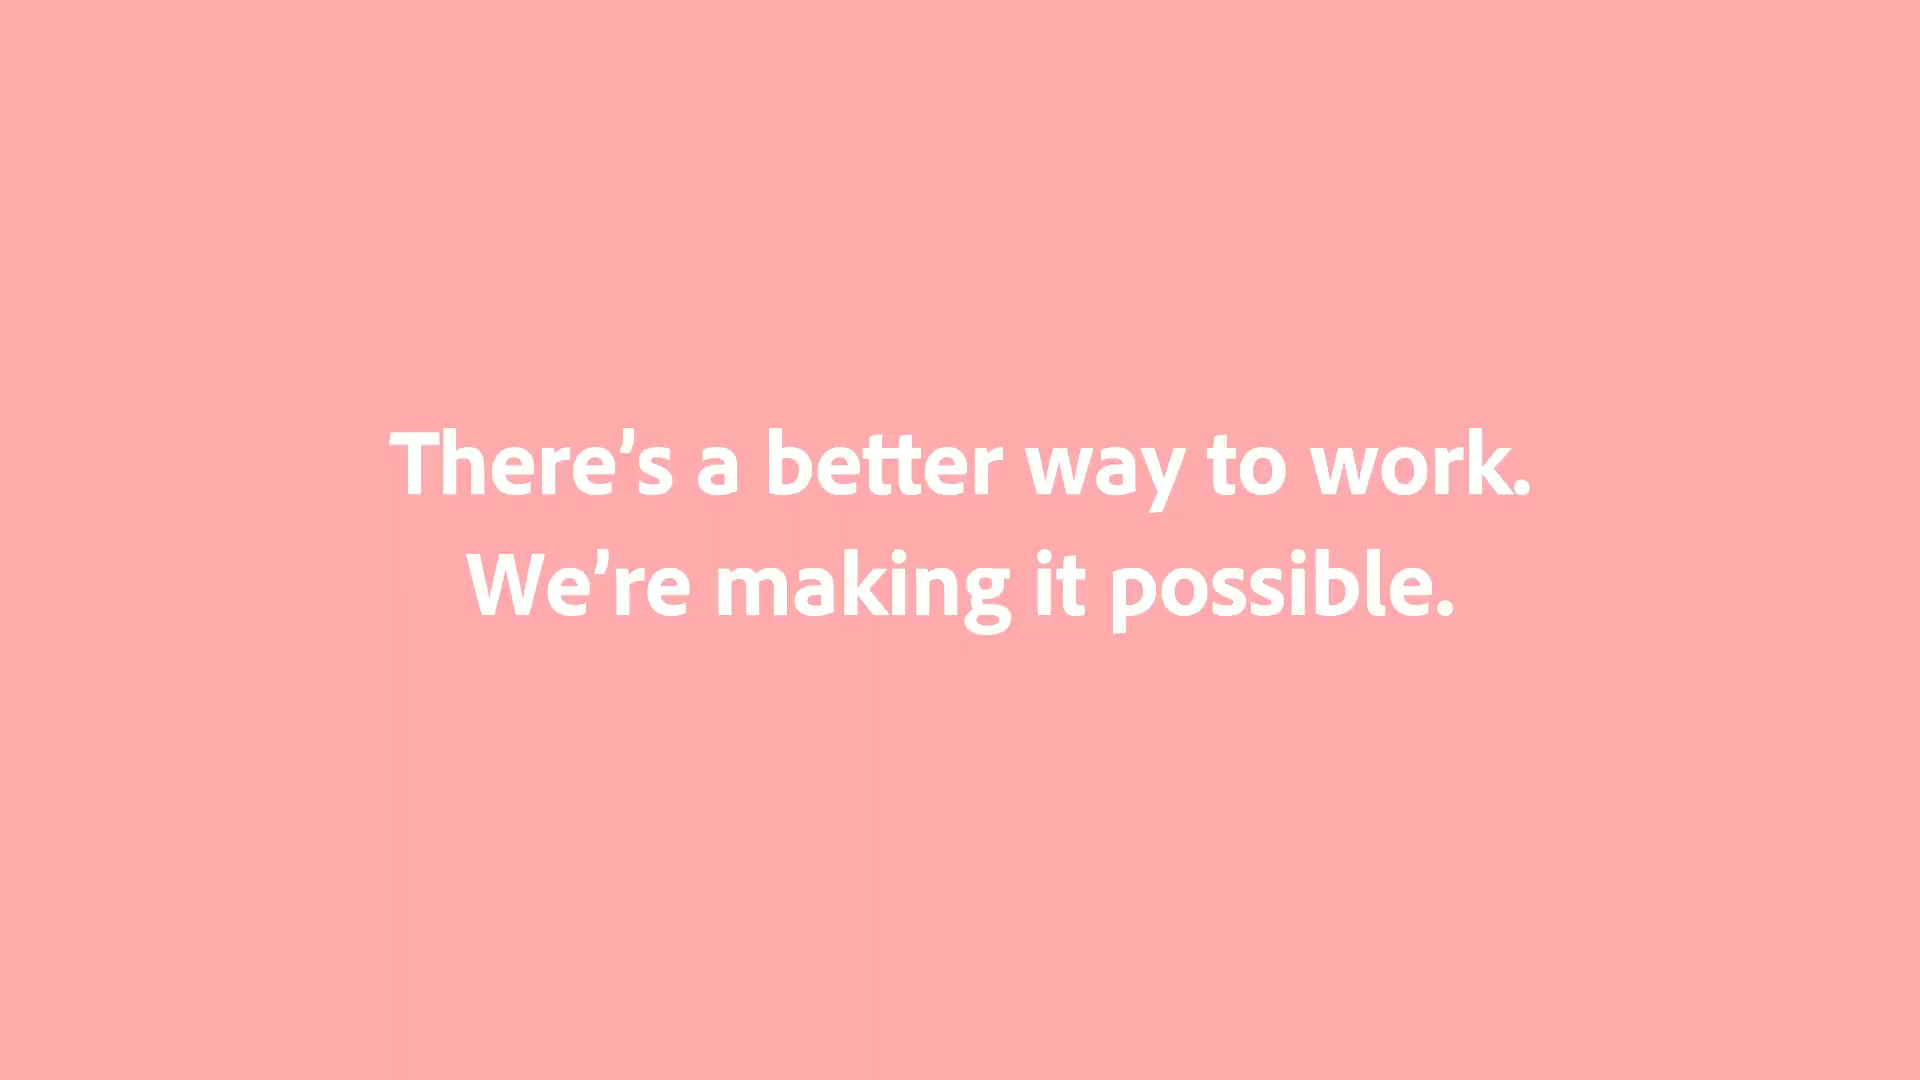 There’s a better way to work.
We’re making it possible.